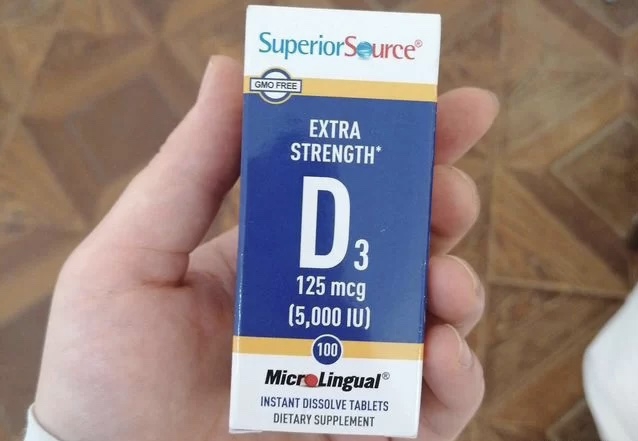 SuperiorSource®
GMO FREE
EXTRA
STRENGTH*
D3
125 mcg
(5,000 IU)
100
MicroLingual®
INSTANT DISSOLVE TABLETS
DIETARY SUPPLEMENT